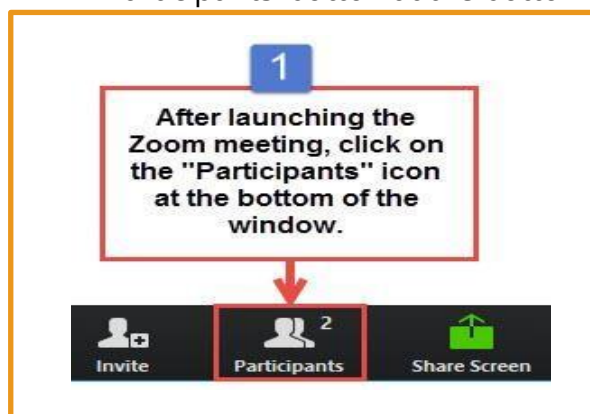 1
After launching the
Zoom meeting, click on
the "Participants" icon
at the bottom of the
window.
2
Invite
Participants
Share Screen